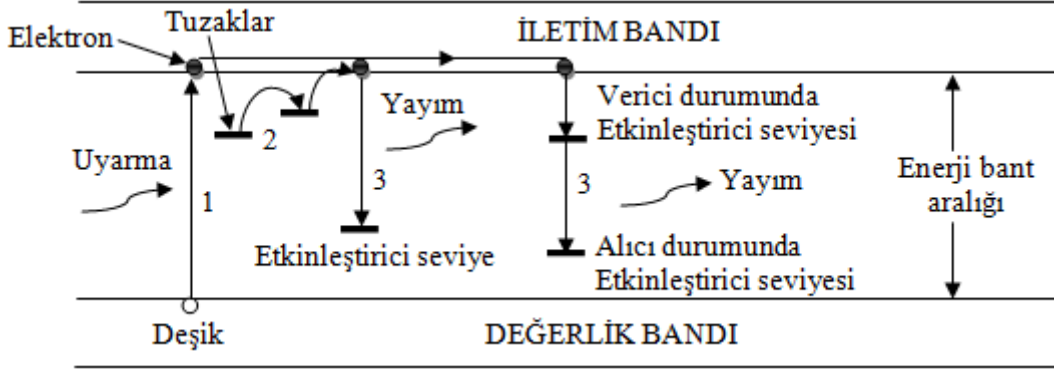 Tuzaklar
İLETİM BANDI
Elektron
Yayım
Verici durumunda
Etkinleştirici seviyesi
2
Uyarma
1
3
3
Yayım
Enerji bant
aralığı
Etkinleştirici seviye
Alıcı durumunda
Etkinleştirici seviyesi
Deşik
DEĞERLİK BANDI